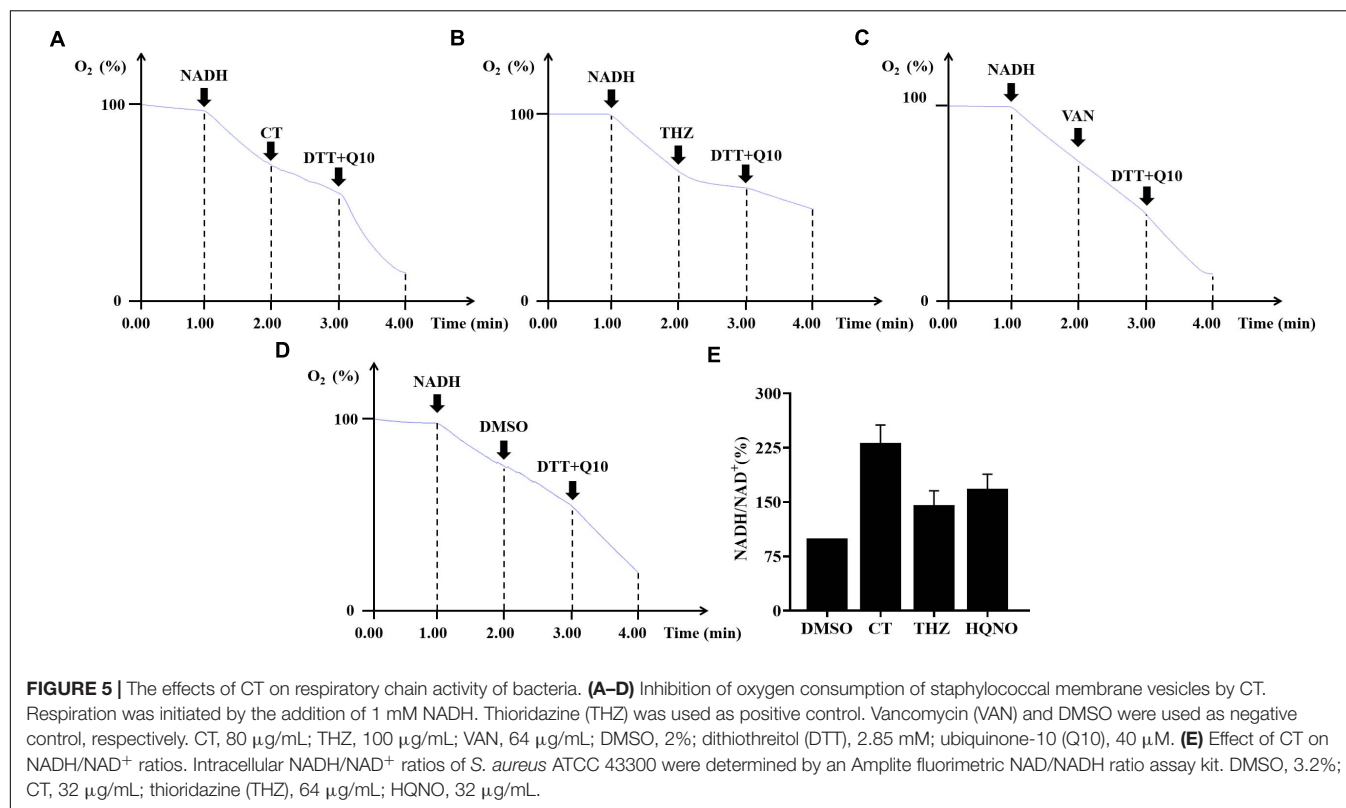 A
O2 (%)
NADH
100
CT
DTT+Q10
0
0.00 1.00 2.00 3.00 4.00 Time (min)
B
O2 (%)
NADH
100
THZ
DTT+Q10
0
0.00 1.00 2.00 3.00 4.00 Time (min)
C
O2 (%)
NADH
100
VAN
DTT+Q10
0
0.00 1.00 2.00 3.00 4.00 Time (min)
D
O2 (%)
NADH
100
DMSO
DTT+Q10
0
0.00 1.00 2.00 3.00 4.00 Time (min)
E
NADH/NAD+(%)
300
225
150
75
0
DMSO CT THZ HQNO
FIGURE 5 | The effects of CT on respiratory chain activity of bacteria. (A–D) Inhibition of oxygen consumption of staphylococcal membrane vesicles by CT.
Respiration was initiated by the addition of 1 mM NADH. Thioridazine (THZ) was used as positive control. Vancomycin (VAN) and DMSO were used as negative
control, respectively. CT, 80 μg/mL; THZ, 100 μg/mL; VAN, 64 μg/mL; DMSO, 2%; dithiothreitol (DTT), 2.85 mM; ubiquinone-10 (Q10), 40 μM. (E) Effect of CT on
NADH/NAD+ ratios. Intracellular NADH/NAD+ ratios of S. aureus ATCC 43300 were determined by an Amplite fluorimetric NAD/NADH ratio assay kit. DMSO, 3.2%;
CT, 32 μg/mL; thioridazine (THZ), 64 μg/mL; HQNO, 32 μg/mL.